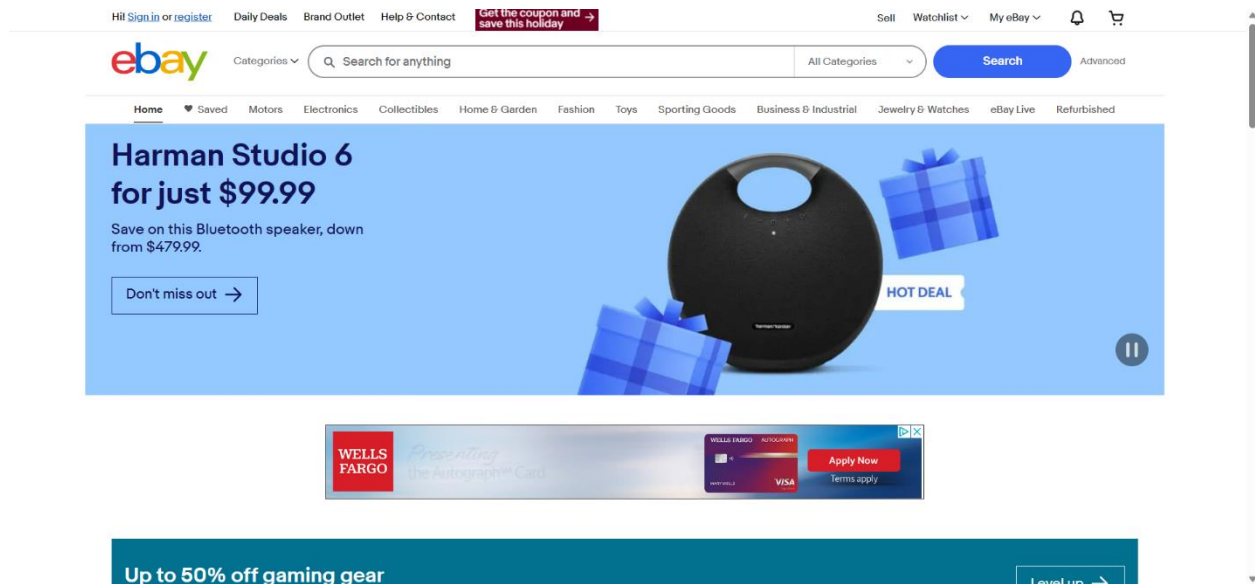 Hi! Sign in or register Daily Deals Brand Outlet Help & Contact Get the coupon and save this holiday Sell Watchlist My eBay
ebay Categories Search for anything All Categories Search Advanced
Home Saved Motors Electronics Collectibles Home & Garden Fashion Toys Sporting Goods Business & Industrial Jewelry & Watches eBay Live Refurbished
Harman Studio 6
for just $99.99
Save on this Bluetooth speaker, down
from $479.99.
Don't miss out
HOT DEAL
harman/kardon
WELLS
FARGO
Presenting
the Autograph℠ Card
WELLS FARGO AUTOGRAPH
VISA
Apply Now
Terms apply
Up to 50% off gaming gear
Level up